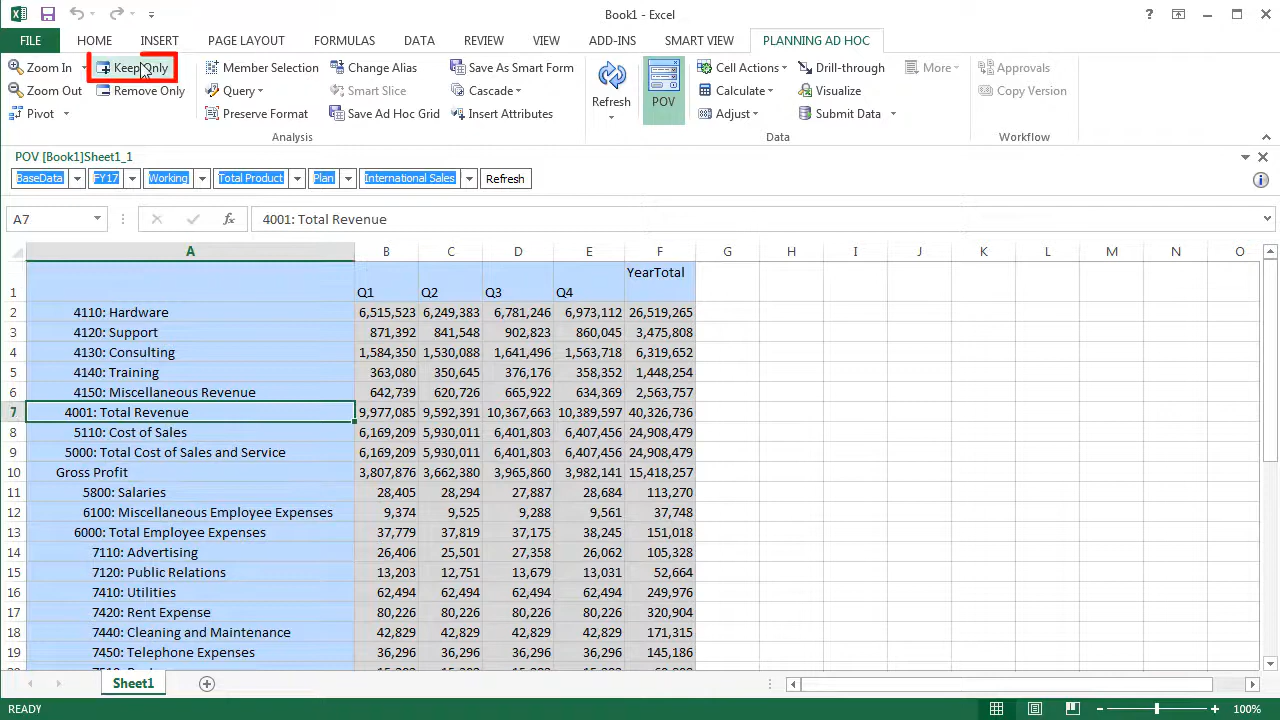 Book1 - Excel
FILE HOME INSERT PAGE LAYOUT FORMULAS DATA REVIEW VIEW ADD-INS SMART VIEW PLANNING AD HOC
Zoom In Keep Only Member Selection Change Alias Save As Smart Form Refresh POV Cell Actions Drill-through More Approvals
Zoom Out Remove Only Query Smart Slice Cascade Calculate Visualize Copy Version
Pivot Preserve Format Save Ad Hoc Grid Insert Attributes Adjust Submit Data
Analysis Data Workflow
POV [Book1]Sheet1_1
BaseData FY17 Working Total Product Plan International Sales Refresh
A7 fx 4001: Total Revenue
A B C D E F G H I J K L M N O
1 Q1 Q2 Q3 Q4 YearTotal
2 4110: Hardware 6,515,523 6,249,383 6,781,246 6,973,112 26,519,265
3 4120: Support 871,392 841,548 902,823 860,045 3,475,808
4 4130: Consulting 1,584,350 1,530,088 1,641,496 1,563,718 6,319,652
5 4140: Training 363,080 350,645 376,176 358,352 1,448,254
6 4150: Miscellaneous Revenue 642,739 620,726 665,922 634,369 2,563,757
7 4001: Total Revenue 9,977,085 9,592,391 10,367,663 10,389,597 40,326,736
8 5110: Cost of Sales 6,169,209 5,930,011 6,401,803 6,407,456 24,908,479
9 5000: Total Cost of Sales and Service 6,169,209 5,930,011 6,401,803 6,407,456 24,908,479
10 Gross Profit 3,807,876 3,662,380 3,965,860 3,982,141 15,418,257
11 5800: Salaries 28,405 28,294 27,887 28,684 113,270
12 6100: Miscellaneous Employee Expenses 9,374 9,525 9,288 9,561 37,748
13 6000: Total Employee Expenses 37,779 37,819 37,175 38,245 151,018
14 7110: Advertising 26,406 25,501 27,358 26,062 105,328
15 7120: Public Relations 13,203 12,751 13,679 13,031 52,664
16 7410: Utilities 62,494 62,494 62,494 62,494 249,976
17 7420: Rent Expense 80,226 80,226 80,226 80,226 320,904
18 7440: Cleaning and Maintenance 42,829 42,829 42,829 42,829 171,315
19 7450: Telephone Expenses 36,296 36,296 36,296 36,296 145,186
Sheet1
READY 100%